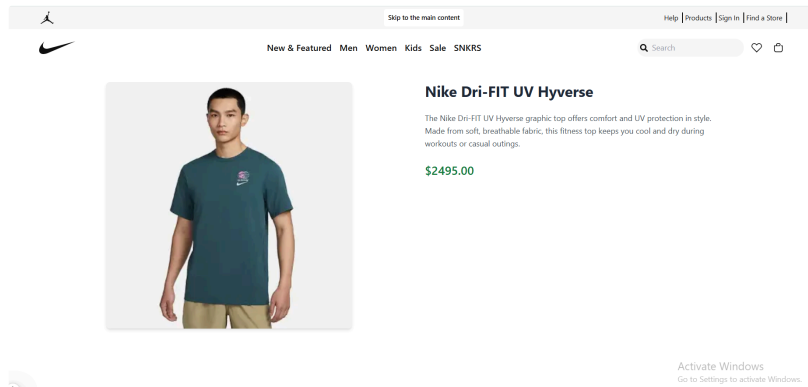 Skip to the main content
Help Products Sign In Find a Store
New & Featured Men Women Kids Sale SNKRS
Search
Nike Dri-FIT UV Hyverse
The Nike Dri-FIT UV Hyverse graphic top offers comfort and UV protection in style.
Made from soft, breathable fabric, this fitness top keeps you cool and dry during
workouts or casual outings.
$2495.00
Activate Windows
Go to Settings to activate Windows.